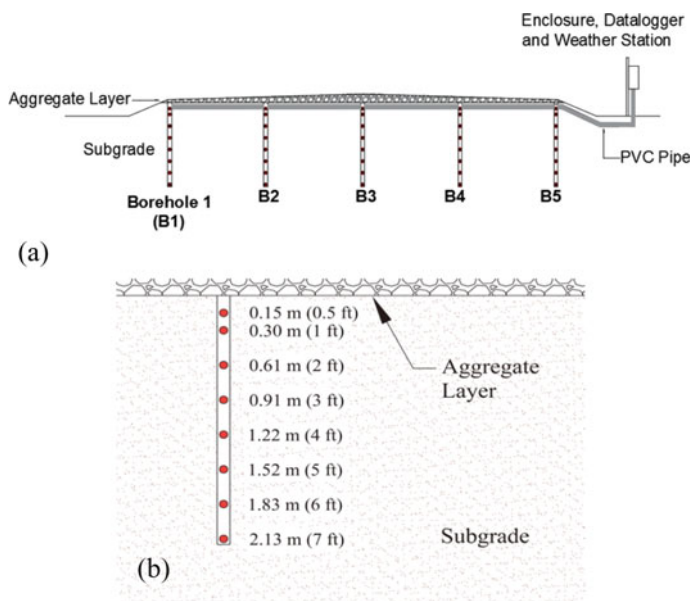 Enclosure, Datalogger
and Weather Station
Aggregate Layer
Subgrade
PVC Pipe
Borehole 1
(B1)
B2
B3
B4
B5
(a)
0.15 m (0.5 ft)
0.30 m (1 ft)
0.61 m (2 ft)
0.91 m (3 ft)
1.22 m (4 ft)
1.52 m (5 ft)
1.83 m (6 ft)
2.13 m (7 ft)
Aggregate
Layer
Subgrade
(b)